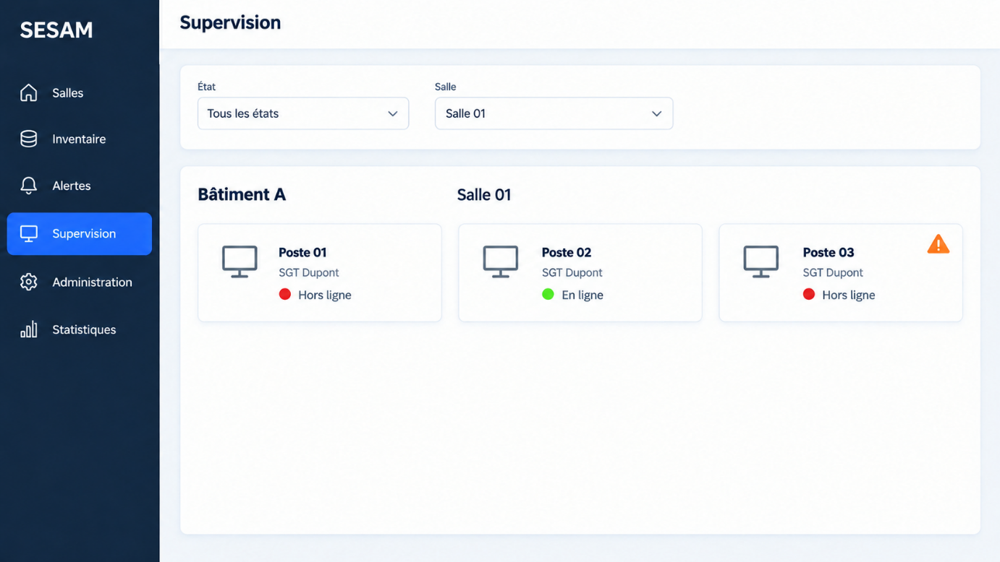 SESAM
Salles
Inventaire
Alertes
Supervision
Administration
Statistiques
Supervision
État
Tous les états
Salle
Salle 01
Bâtiment A
Salle 01
Poste 01
SGT Dupont
Hors ligne
Poste 02
SGT Dupont
En ligne
Poste 03
SGT Dupont
Hors ligne